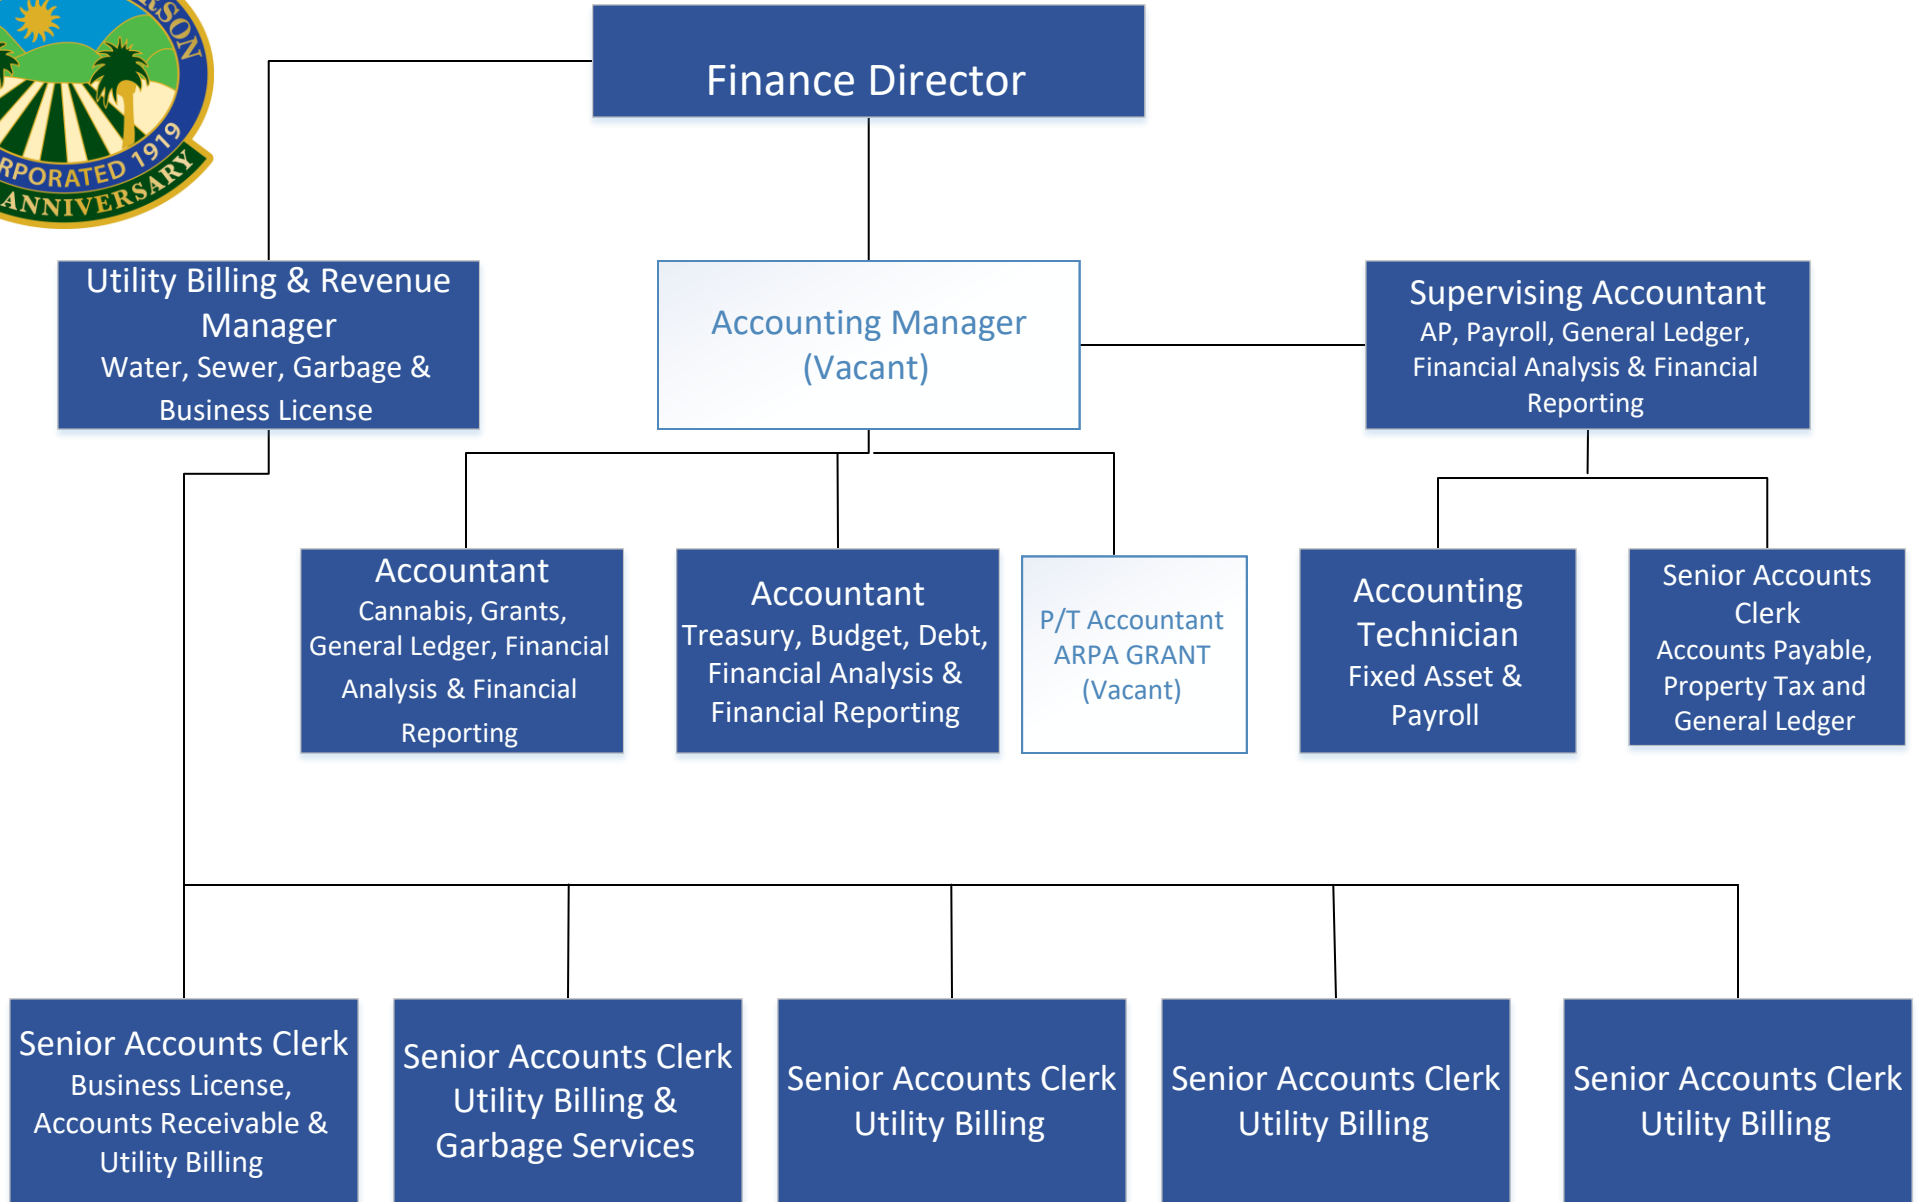 RSON
RPORATED 1919
ANNIVERSARY
Finance Director
Utility Billing & Revenue
Manager
Water, Sewer, Garbage &
Business License
Accounting Manager
(Vacant)
Supervising Accountant
AP, Payroll, General Ledger,
Financial Analysis & Financial
Reporting
Accountant
Cannabis, Grants,
General Ledger, Financial
Analysis & Financial
Reporting
Accountant
Treasury, Budget, Debt,
Financial Analysis &
Financial Reporting
P/T Accountant
ARPA GRANT
(Vacant)
Accounting
Technician
Fixed Asset &
Payroll
Senior Accounts
Clerk
Accounts Payable,
Property Tax and
General Ledger
Senior Accounts Clerk
Business License,
Accounts Receivable &
Utility Billing
Senior Accounts Clerk
Utility Billing &
Garbage Services
Senior Accounts Clerk
Utility Billing
Senior Accounts Clerk
Utility Billing
Senior Accounts Clerk
Utility Billing